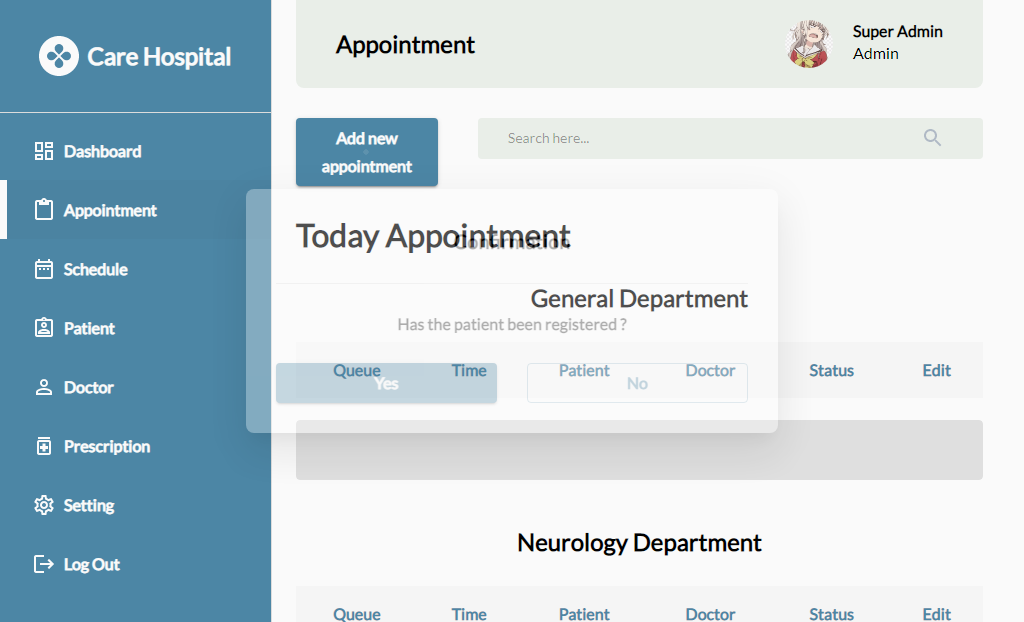 Care Hospital
Dashboard
Appointment
Schedule
Patient
Doctor
Prescription
Setting
Log Out
Appointment
Super Admin
Admin
Add new
appointment
Search here...
Today Appointment
Confirmation
General Department
Has the patient been registered ?
Queue Time Patient Doctor Status Edit
Yes No
Neurology Department
Queue Time Patient Doctor Status Edit